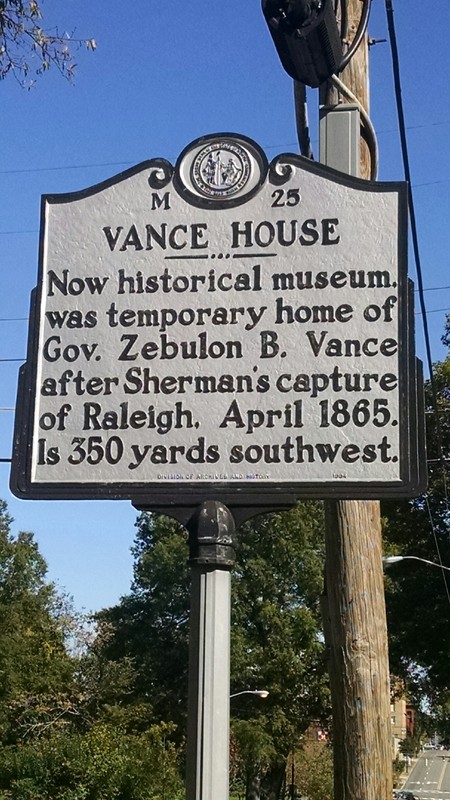 M 25
VANCE HOUSE
Now historical museum.
was temporary home of
Gov. Zebulon B. Vance
after Sherman's capture
of Raleigh, April 1865.
Is 350 yards southwest.
DIVISION OF ARCHIVES AND HISTORY